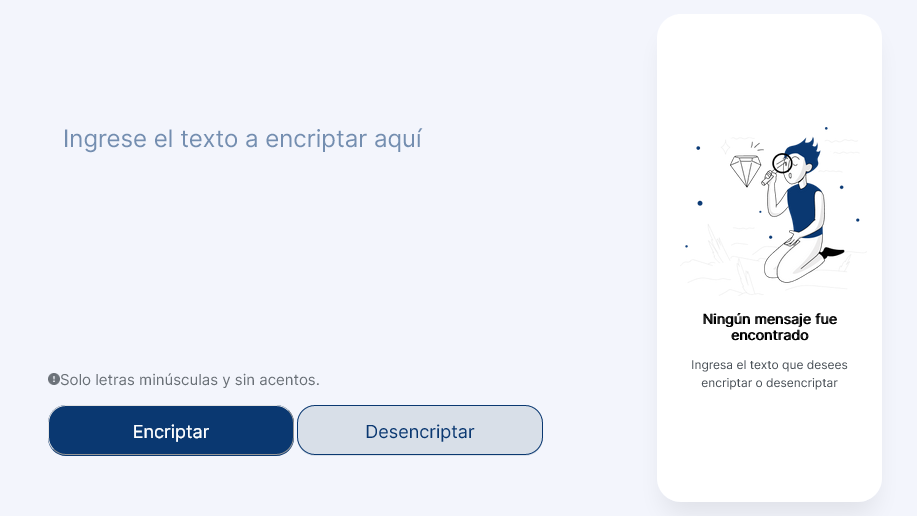 Ingrese el texto a encriptar aquí
Solo letras minúsculas y sin acentos.
Encriptar
Desencriptar
Ningún mensaje fue
encontrado
Ingresa el texto que desees
encriptar o desencriptar